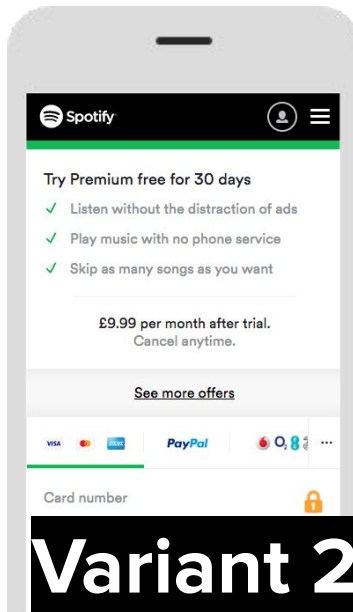 Spotify
Try Premium free for 30 days
✓ Listen without the distraction of ads
✓ Play music with no phone service
✓ Skip as many songs as you want
£9.99 per month after trial.
Cancel anytime.
See more offers
VISA PayPal O2 ...
Card number
Variant 2